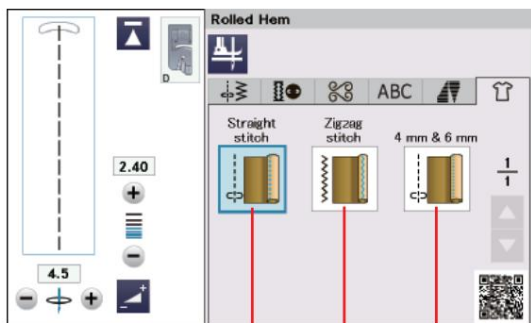 Rolled Hem
D
ABC
Straight
stitch
Zigzag
stitch
4 mm & 6 mm
2.40
1
1
4.5